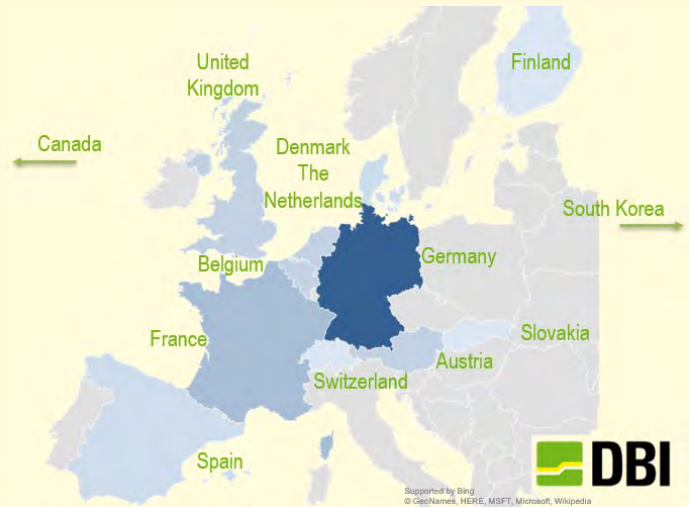 United
Kingdom
Finland
Canada
Denmark
The
Netherlands
South Korea
Belgium
Germany
France
Slovakia
Austria
Switzerland
Spain
DBI
Supported by Bing
© GeoNames, HERE, MSFT, Microsoft, Wikipedia